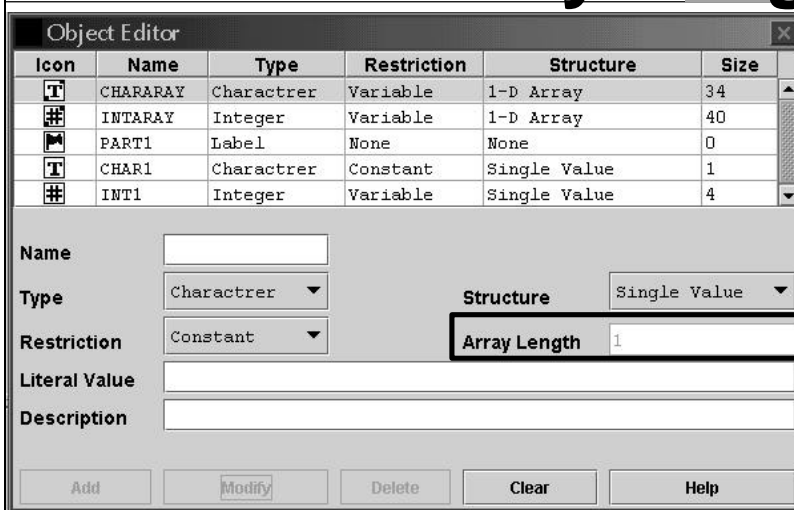 Object Editor
Icon Name Type Restriction Structure Size
T CHARARAY Charactrer Variable 1-D Array 34
# INTARAY Integer Variable 1-D Array 40
PART1 Label None None 0
T CHAR1 Charactrer Constant Single Value 1
# INT1 Integer Variable Single Value 4
Name
Type Charactrer Structure Single Value
Restriction Constant Array Length 1
Literal Value
Description
Add Modify Delete Clear Help